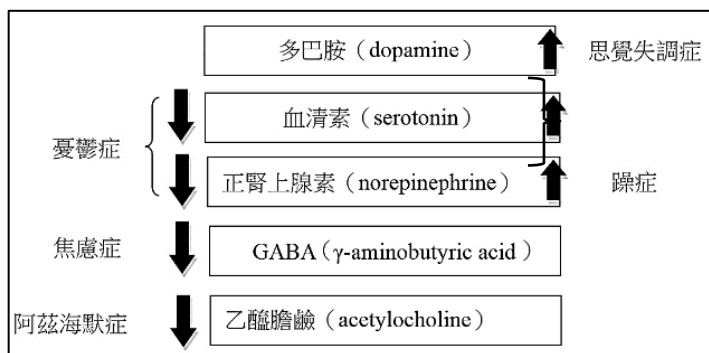 多巴胺（dopamine）
思覺失調症
血清素（serotonin）
憂鬱症
正腎上腺素（norepinephrine）
躁症
焦慮症
GABA（γ-aminobutyric acid）
阿茲海默症
乙醯膽鹼（acetylocholine）